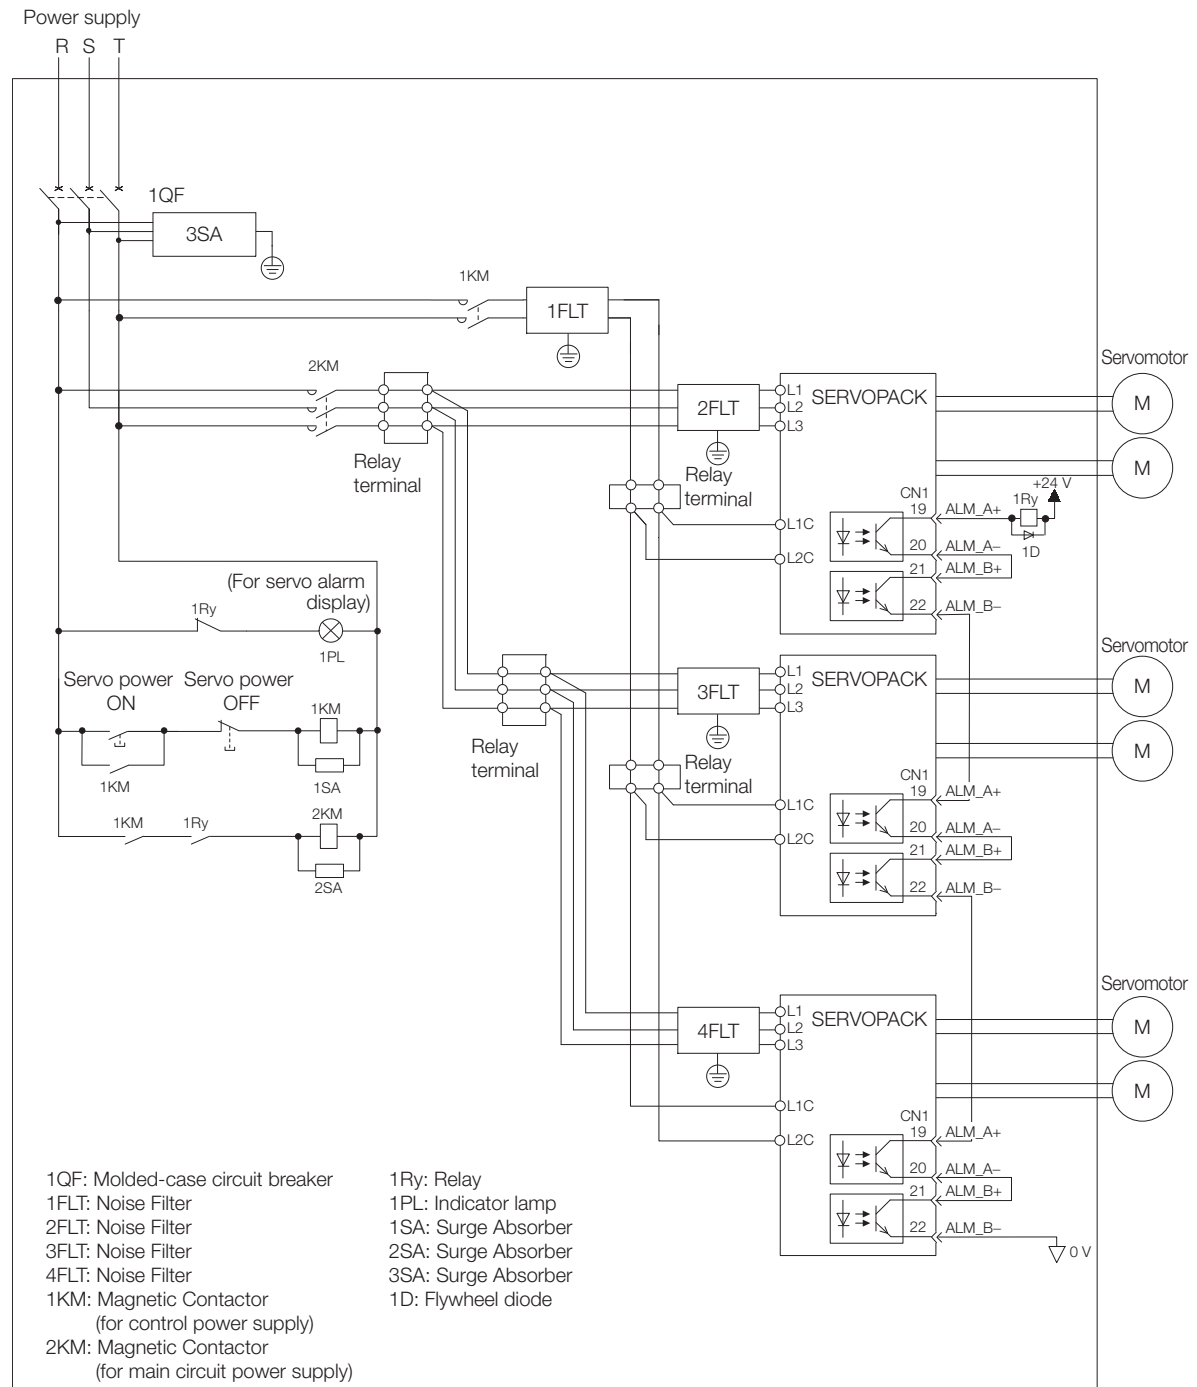 Power supply
R S T
1QF
3SA
1KM
1FLT
2KM
Servomotor
L1
L2
L3
2FLT
SERVOPACK
M
Relay
terminal
M
Relay
terminal
+24 V
CN1
1Ry
19
ALM_A+
L1C
20
ALM_A–
1D
L2C
21
ALM_B+
22
ALM_B–
(For servo alarm
display)
1Ry
1PL
Servomotor
L1
L2
L3
3FLT
SERVOPACK
M
Servo power
ON
Servo power
OFF
1KM
1KM
1SA
Relay
terminal
Relay
terminal
M
CN1
19
ALM_A+
L1C
1KM
1Ry
2KM
20
ALM_A–
L2C
21
ALM_B+
2SA
22
ALM_B–
Servomotor
L1
L2
L3
4FLT
SERVOPACK
M
M
L1C
CN1
19
ALM_A+
L2C
20
ALM_A–
21
ALM_B+
22
ALM_B–
0 V
1QF: Molded-case circuit breaker
1FLT: Noise Filter
2FLT: Noise Filter
3FLT: Noise Filter
4FLT: Noise Filter
1KM: Magnetic Contactor
(for control power supply)
2KM: Magnetic Contactor
(for main circuit power supply)
1Ry: Relay
1PL: Indicator lamp
1SA: Surge Absorber
2SA: Surge Absorber
3SA: Surge Absorber
1D: Flywheel diode